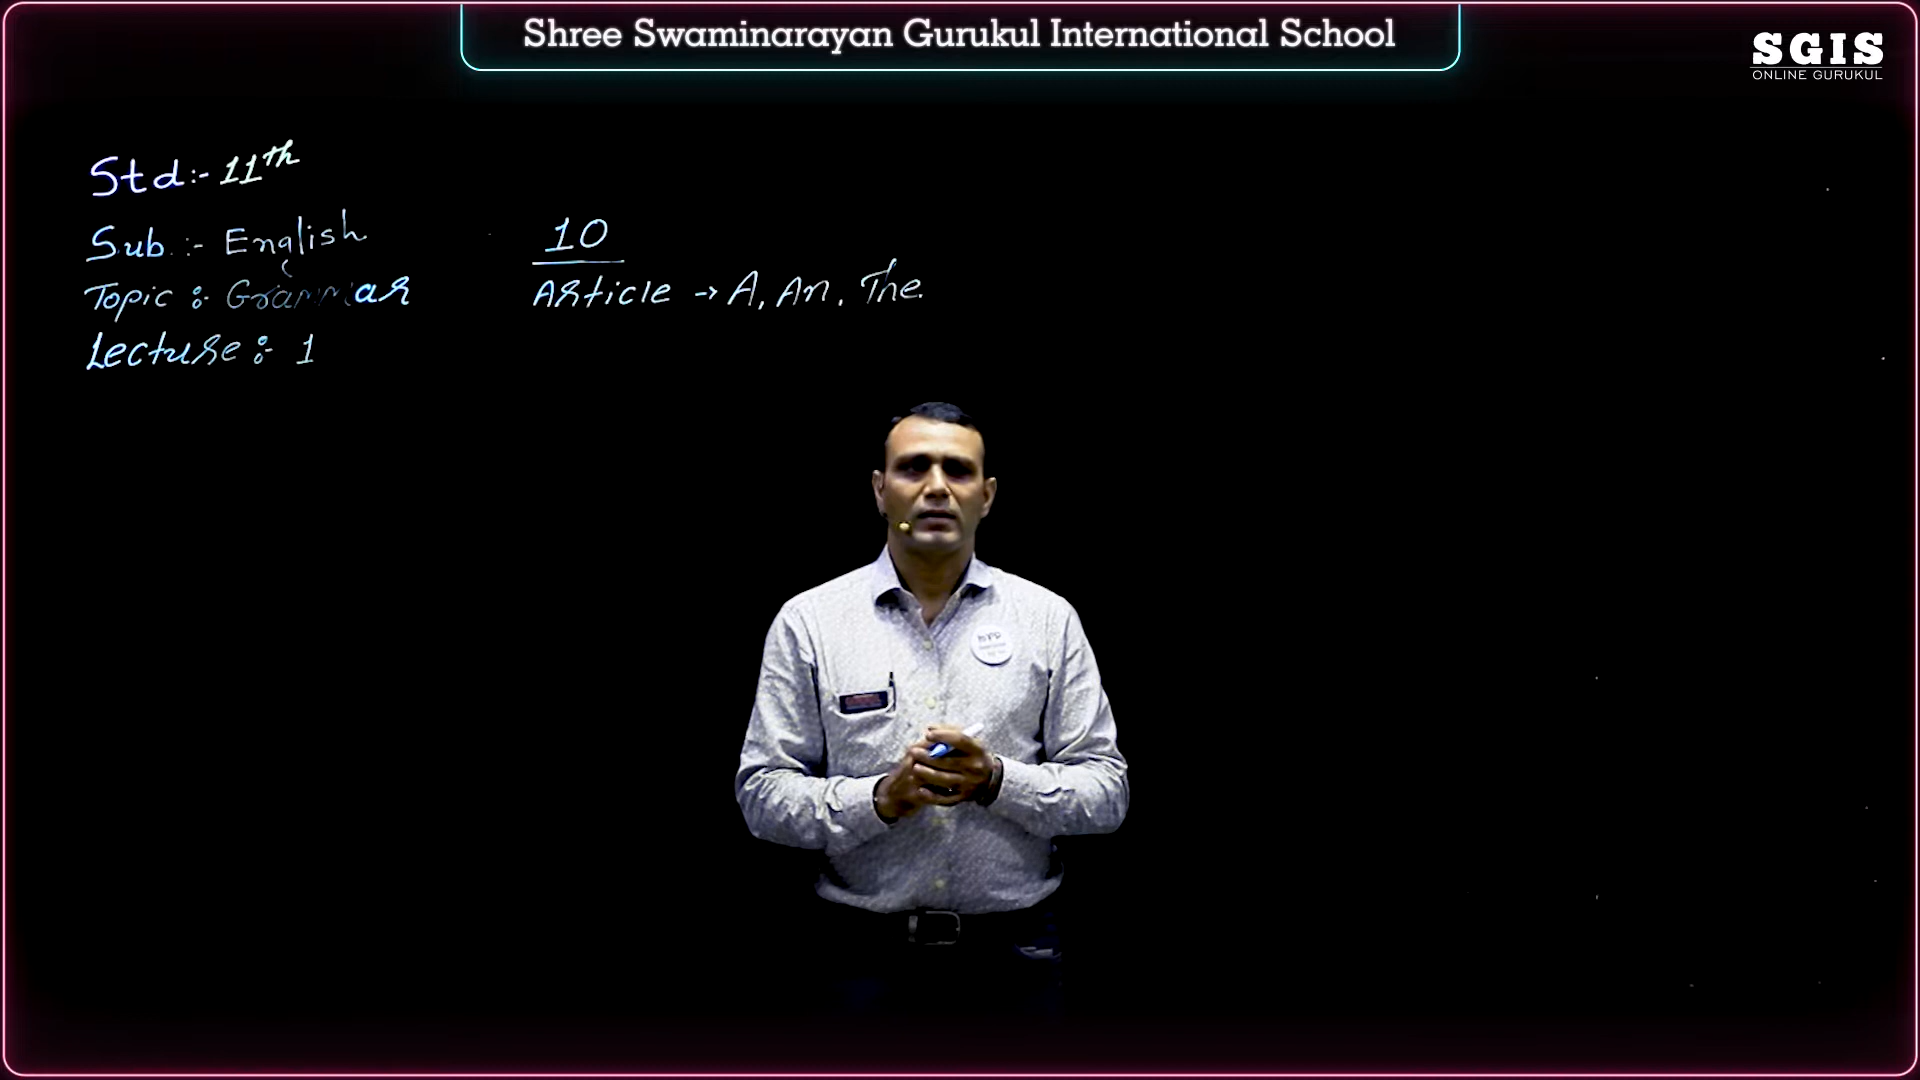 Shree Swaminarayan Gurukul International School
SGIS
ONLINE GURUKUL
Std:- 11th
Sub :- English
Topic :- Grammar
Lecture :- 1
10
Article → A, An, The.